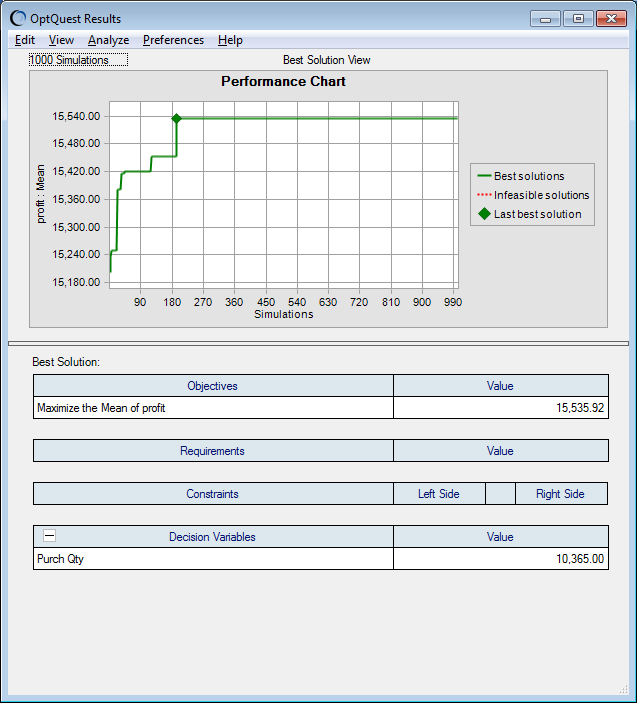 OptQuest Results
Edit View Analyze Preferences Help
1000 Simulations
Best Solution View
Performance Chart
15,540.00
15,480.00
15,420.00
15,360.00
15,300.00
15,240.00
15,180.00
profit : Mean
90 180 270 360 450 540 630 720 810 900 990
Simulations
Best solutions
Infeasible solutions
Last best solution
Best Solution:
Objectives Value
Maximize the Mean of profit 15,535.92
Requirements Value
Constraints Left Side Right Side
Decision Variables Value
Purch Qty 10,365.00